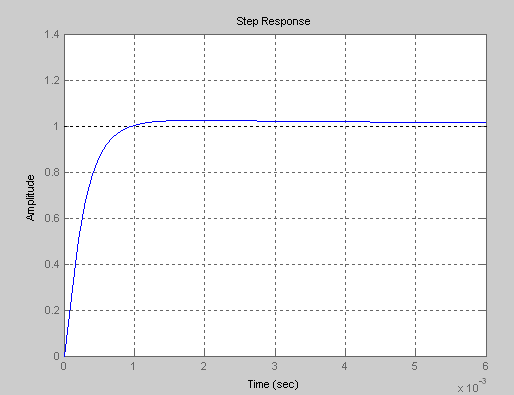 Step Response
1.4
1.2
1
0.8
0.6
0.4
0.2
0
Amplitude
0 1 2 3 4 5 6
Time (sec)
x 10^-3